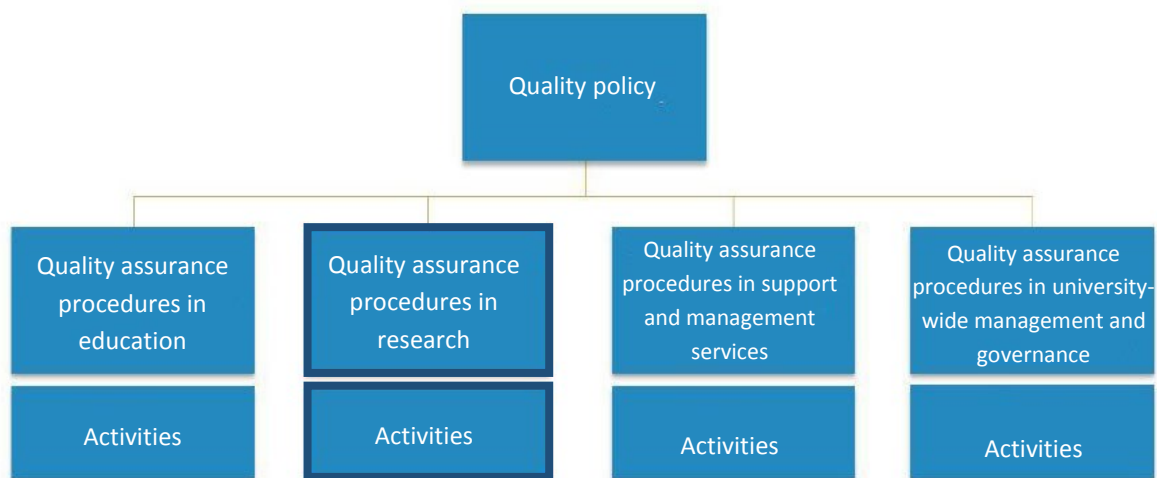 Quality policy
Quality assurance
procedures in
education
Quality assurance
procedures in
research
Quality assurance
procedures in support
and management
services
Quality assurance
procedures in university-
wide management and
governance
Activities
Activities
Activities
Activities